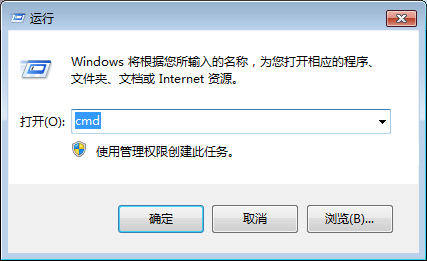 运行
Windows 将根据您所输入的名称，为您打开相应的程序、
文件夹、文档或 Internet 资源。
打开(O): cmd
使用管理权限创建此任务。
确定 取消 浏览(B)...